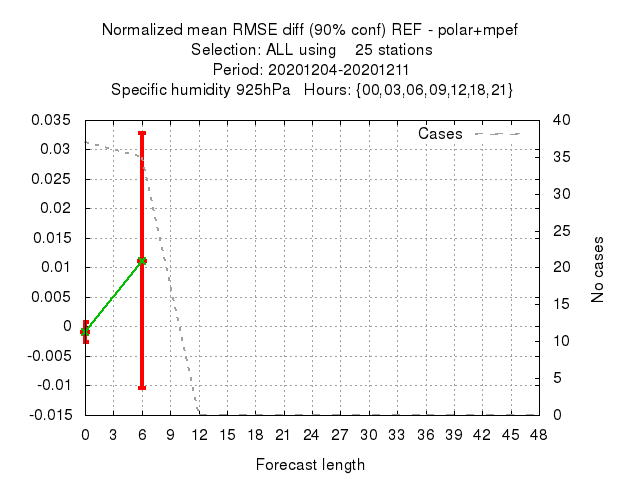 Normalized mean RMSE diff (90% conf) REF - polar+mpef
Selection: ALL using 25 stations
Period: 20201204-20201211
Specific humidity 925hPa Hours: {00,03,06,09,12,18,21}
Cases
0.035
0.03
0.025
0.02
0.015
0.01
0.005
0
-0.005
-0.01
-0.015
40
35
30
25
20
15
10
5
0
No cases
0 3 6 9 12 15 18 21 24 27 30 33 36 39 42 45 48
Forecast length